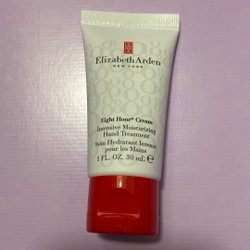 Elizabeth Arden
NEW YORK
Eight Hour® Cream
Intensive Moisturizing
Hand Treatment
Soin Hydratant Intense
pour les Mains
1 FL. OZ. 30 mL ℮